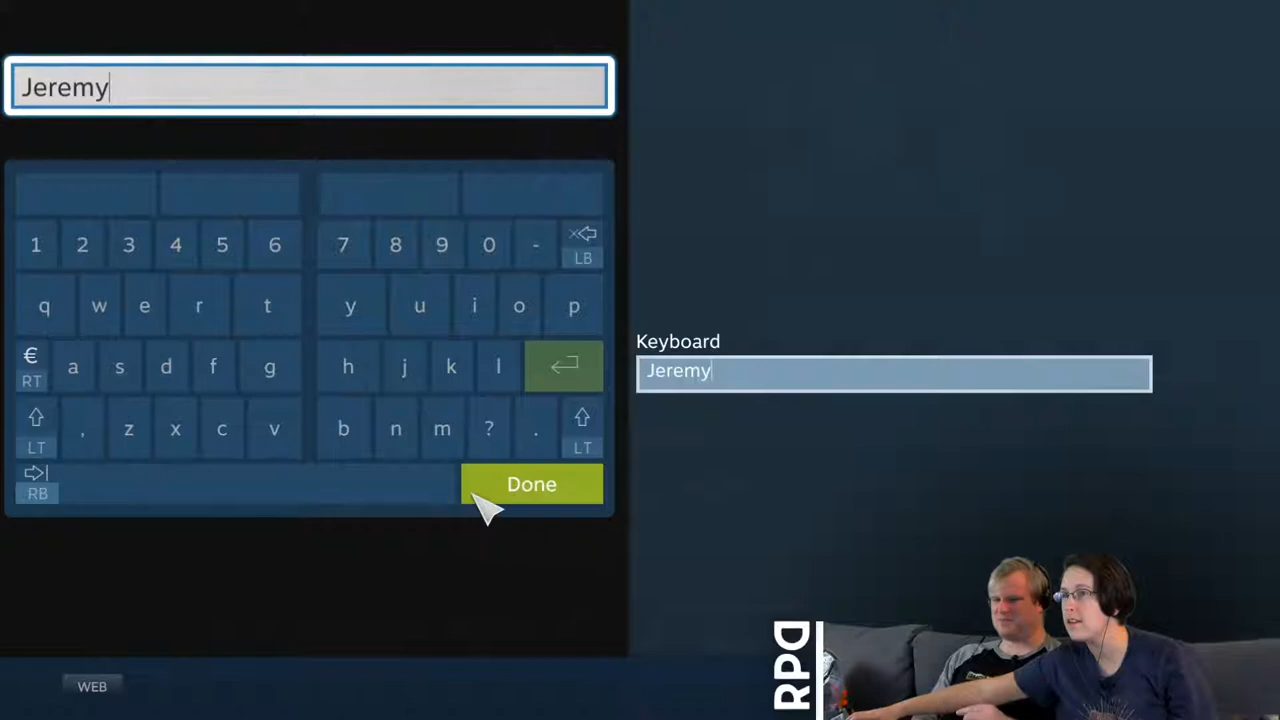 Jeremy
1 2 3 4 5 6 7 8 9 0 - LB
q w e r t y u i o p
€ RT a s d f g h j k l
LT , z x c v b n m ? . LT
RB Done
Keyboard
Jeremy
WEB
RPD